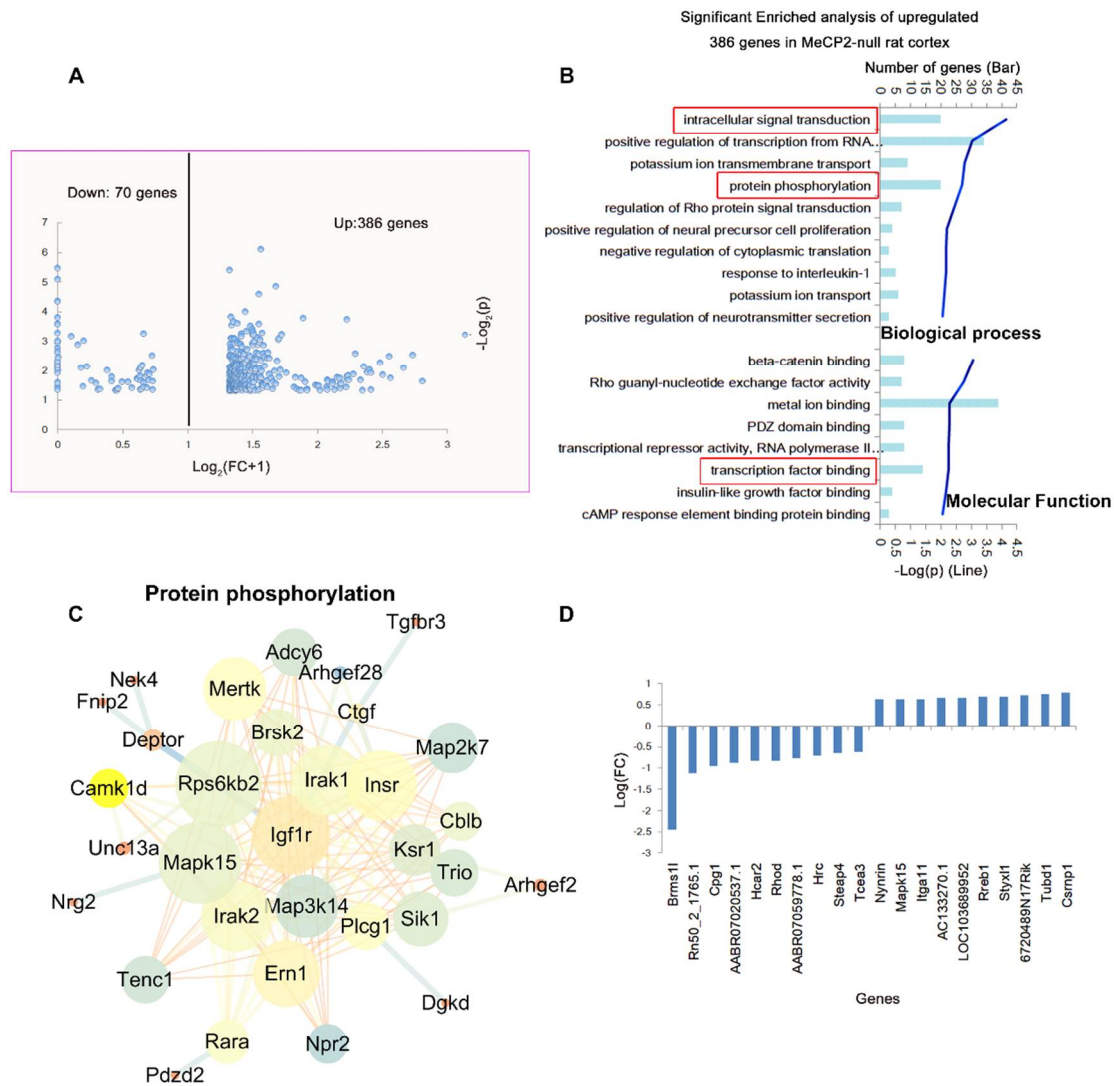 A
Down: 70 genes
Up:386 genes
7
6
5
4
3
2
1
0
0
0.5
1
1.5
2
2.5
3
Log2(FC+1)
-Log2(p)
B
Significant Enriched analysis of upregulated
386 genes in MeCP2-null rat cortex
Number of genes (Bar)
0 5 10 15 20 25 30 35 40 45
intracellular signal transduction
positive regulation of transcription from RNA...
potassium ion transmembrane transport
protein phosphorylation
regulation of Rho protein signal transduction
positive regulation of neural precursor cell proliferation
negative regulation of cytoplasmic translation
response to interleukin-1
potassium ion transport
positive regulation of neurotransmitter secretion
Biological process
beta-catenin binding
Rho guanyl-nucleotide exchange factor activity
metal ion binding
PDZ domain binding
transcriptional repressor activity, RNA polymerase II...
transcription factor binding
insulin-like growth factor binding
Molecular Function
cAMP response element binding protein binding
0 0.5 1 1.5 2 2.5 3 3.5 4 4.5
-Log(p) (Line)
Protein phosphorylation
C
Tgfbr3
Adcy6
Arhgef28
Nek4
Mertk
Fnip2
Ctgf
Brsk2
Deptor
Map2k7
Rps6kb2
Irak1
Insr
Camk1d
Cblb
Igf1r
Unc13a
Ksr1
Mapk15
Trio
Arhgef2
Nrg2
Map3k14
Irak2
Plcg1
Sik1
Ern1
Tenc1
Dgkd
Rara
Npr2
Pdzd2
D
1
0.5
0
-0.5
-1
-1.5
-2
-2.5
-3
Log(FC)
Brms1l
Rn50_2_1765.1
Cpg1
AABR07020537.1
Hcar2
Rhod
AABR07059778.1
Hrc
Steap4
Tcea3
Nynrin
Mapk15
Itga11
AC133270.1
LOC103689952
Rreb1
Styxl1
6720489N17Rik
Tubd1
Csrnp1
Genes